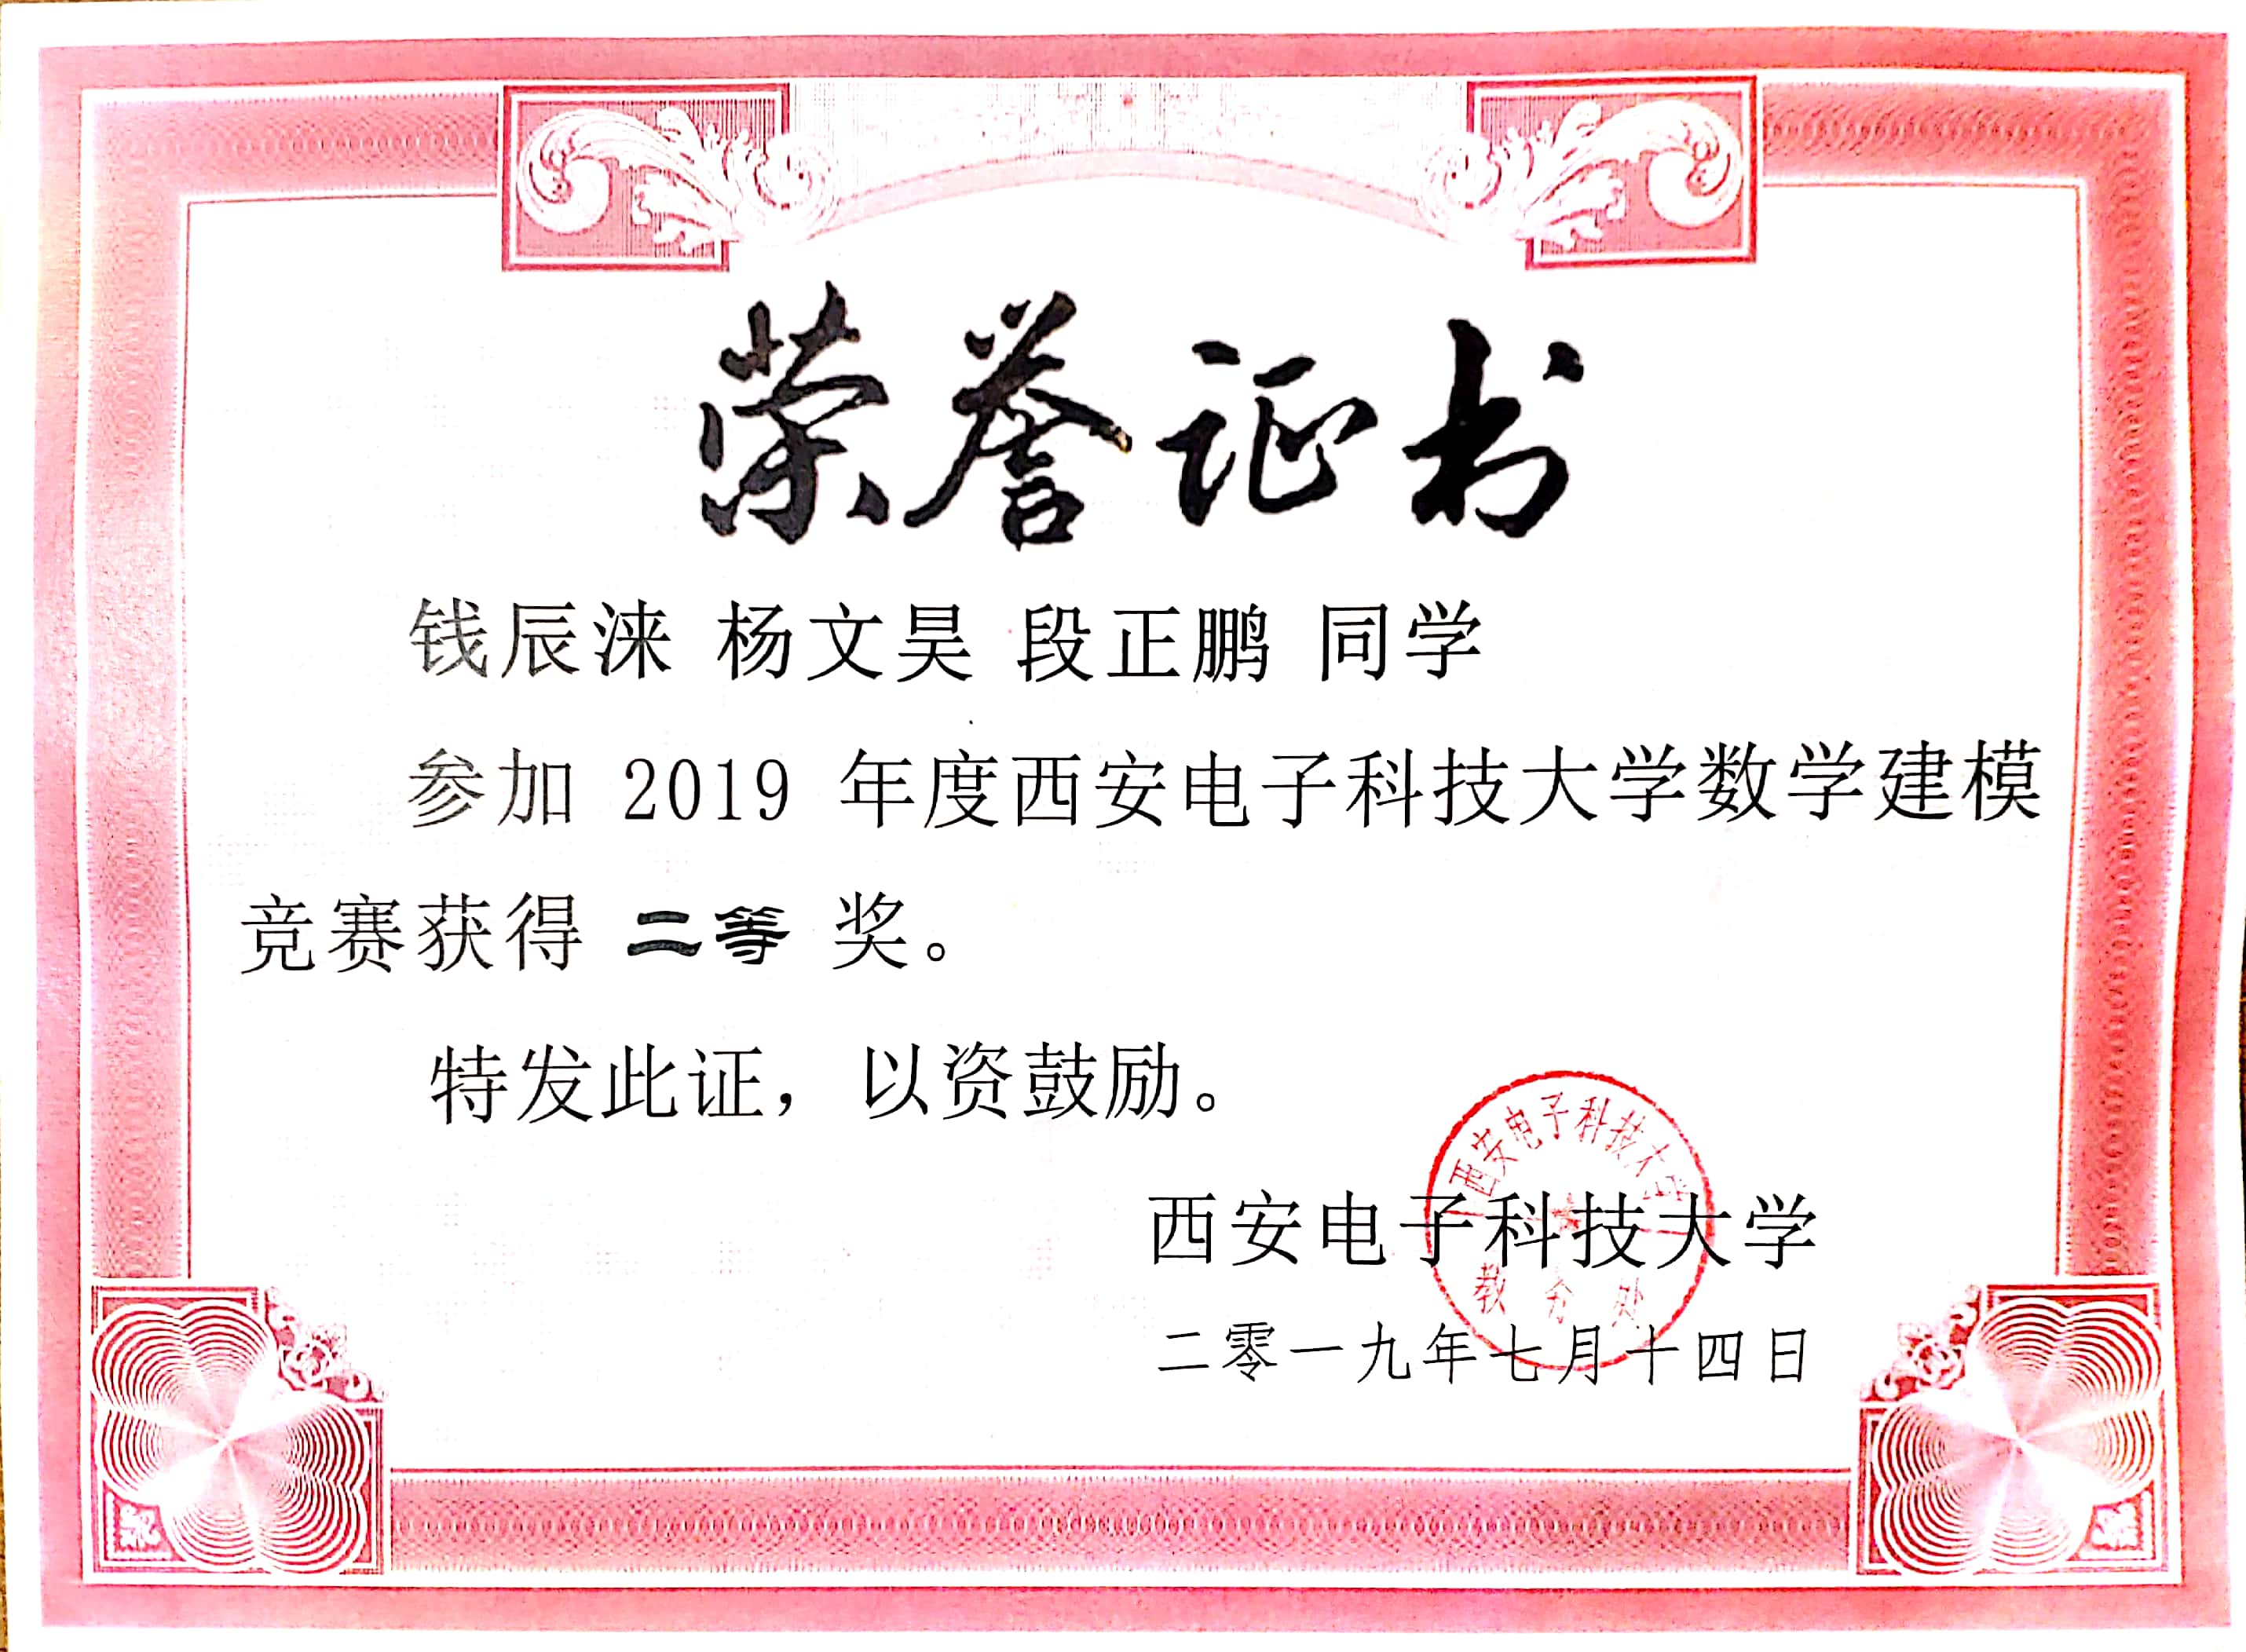 荣誉证书
钱辰涞 杨文昊 段正鹏 同学
参加 2019 年度西安电子科技大学数学建模
竞赛获得 二等 奖。
特发此证，以资鼓励。
西安电子科技大学
教务处
西安电子科技大学
二零一九年七月十四日